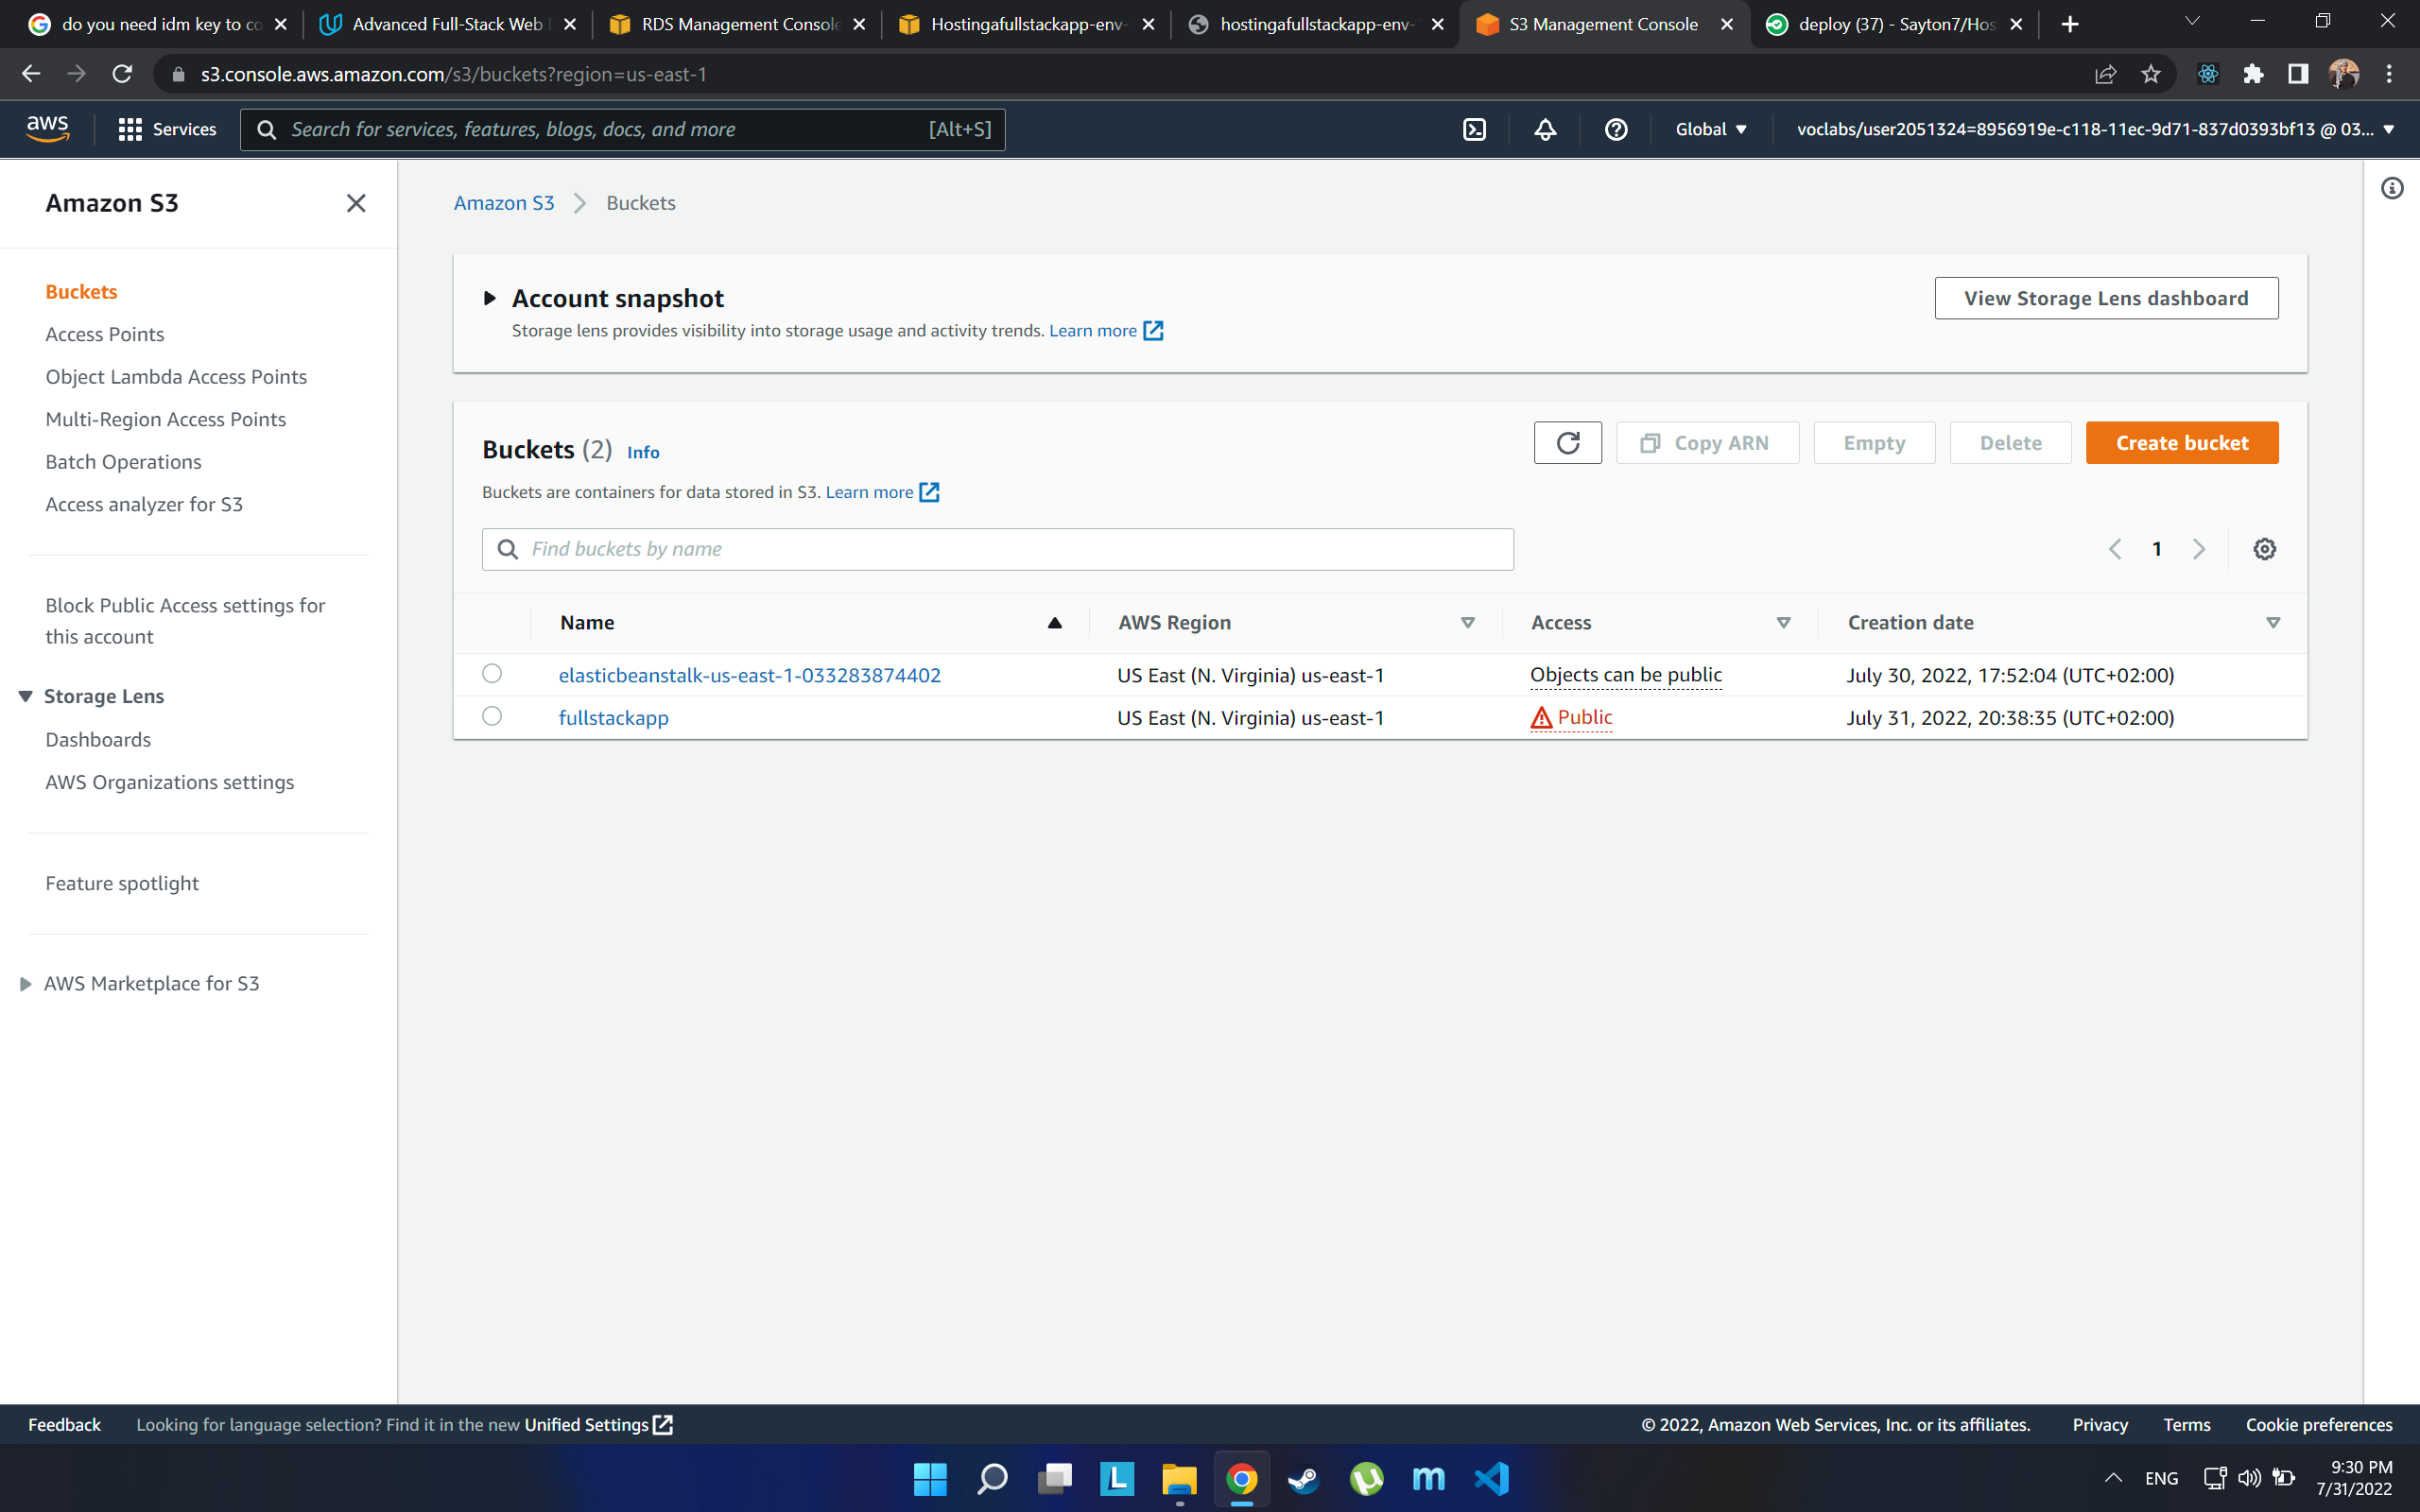 do you need idm key to co
Advanced Full-Stack Web
RDS Management Console
Hostingafullstackapp-env-
hostingafullstackapp-env-
S3 Management Console
deploy (37) - Sayton7/Hos
s3.console.aws.amazon.com/s3/buckets?region=us-east-1
aws
Services
Search for services, features, blogs, docs, and more
[Alt+S]
Global
voclabs/user2051324=8956919e-c118-11ec-9d71-837d0393bf13 @ 03...
Amazon S3
Buckets
Access Points
Object Lambda Access Points
Multi-Region Access Points
Batch Operations
Access analyzer for S3
Block Public Access settings for
this account
Storage Lens
Dashboards
AWS Organizations settings
Feature spotlight
AWS Marketplace for S3
Amazon S3 > Buckets
Account snapshot
Storage lens provides visibility into storage usage and activity trends. Learn more
View Storage Lens dashboard
Buckets (2) Info
Buckets are containers for data stored in S3. Learn more
Copy ARN
Empty
Delete
Create bucket
Find buckets by name
1
Name AWS Region Access Creation date
elasticbeanstalk-us-east-1-033283874402 US East (N. Virginia) us-east-1 Objects can be public July 30, 2022, 17:52:04 (UTC+02:00)
fullstackapp US East (N. Virginia) us-east-1 Public July 31, 2022, 20:38:35 (UTC+02:00)
Feedback Looking for language selection? Find it in the new Unified Settings
© 2022, Amazon Web Services, Inc. or its affiliates. Privacy Terms Cookie preferences
L
m
ENG
9:30 PM
7/31/2022